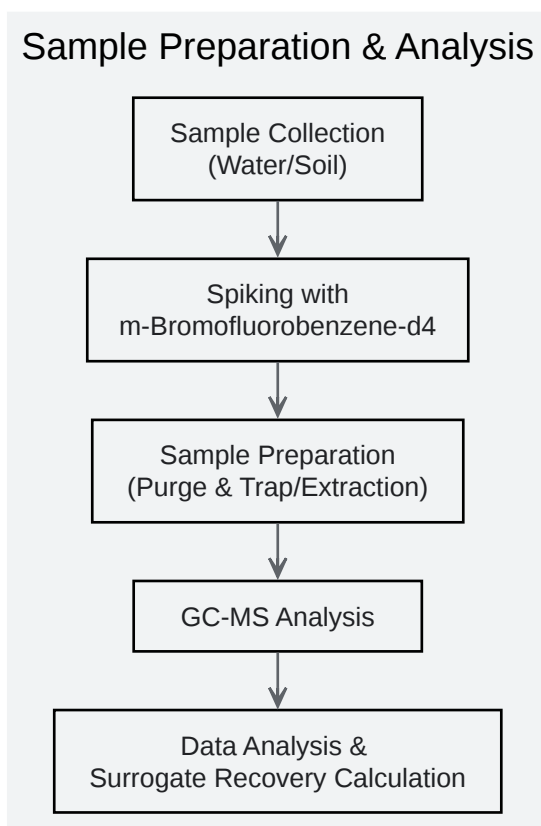 Sample Preparation & Analysis
Sample Collection
(Water/Soil)
Spiking with
m-Bromofluorobenzene-d4
Sample Preparation
(Purge & Trap/Extraction)
GC-MS Analysis
Data Analysis &
Surrogate Recovery Calculation